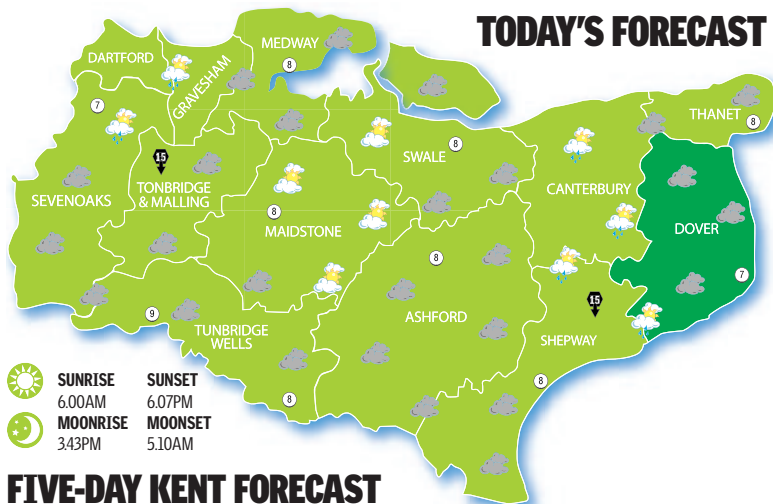 TODAY'S FORECAST
MEDWAY
DARTFORD
GRAVESHAM
8
7
THANET
8
15
SWALE
8
TONBRIDGE
& MALLING
CANTERBURY
SEVENOAKS
8
MAIDSTONE
DOVER
8
7
15
9
ASHFORD
TUNBRIDGE
WELLS
SHEPWAY
8
8
SUNRISE SUNSET
6.00AM 6.07PM
MOONRISE MOONSET
3.43PM 5.10AM
FIVE-DAY KENT FORECAST